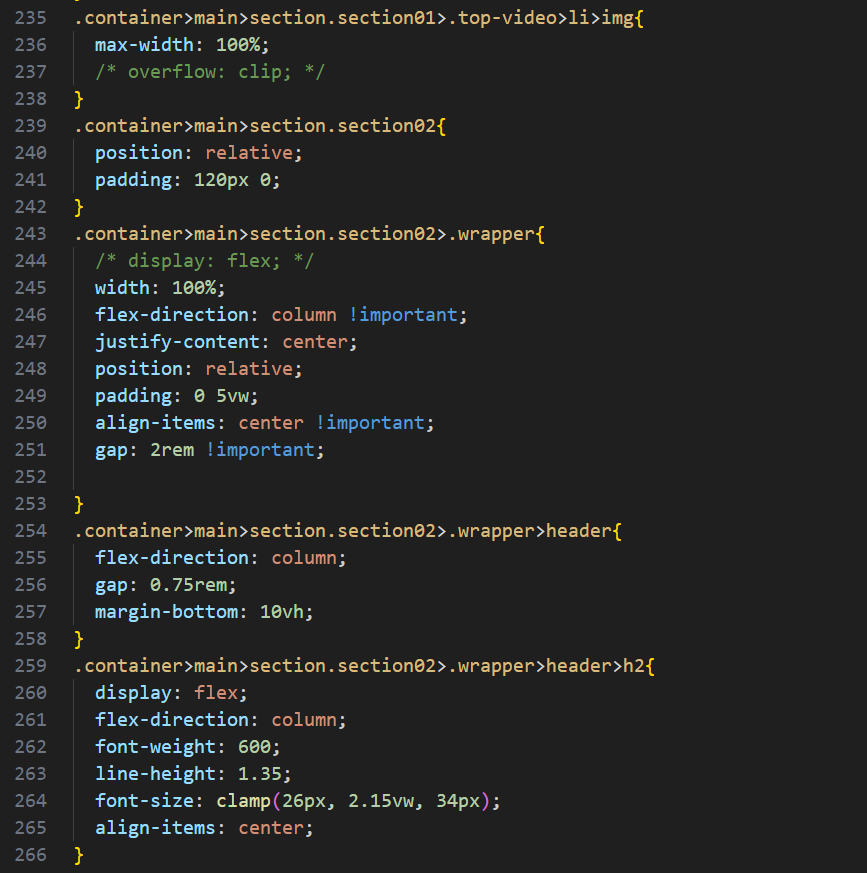 235 .container>main>section.section01>.top-video>li>img{
236 max-width: 100%;
237 /* overflow: clip; */
238 }
239 .container>main>section.section02{
240 position: relative;
241 padding: 120px 0;
242 }
243 .container>main>section.section02>.wrapper{
244 /* display: flex; */
245 width: 100%;
246 flex-direction: column !important;
247 justify-content: center;
248 position: relative;
249 padding: 0 5vw;
250 align-items: center !important;
251 gap: 2rem !important;
252
253 }
254 .container>main>section.section02>.wrapper>header{
255 flex-direction: column;
256 gap: 0.75rem;
257 margin-bottom: 10vh;
258 }
259 .container>main>section.section02>.wrapper>header>h2{
260 display: flex;
261 flex-direction: column;
262 font-weight: 600;
263 line-height: 1.35;
264 font-size: clamp(26px, 2.15vw, 34px);
265 align-items: center;
266 }